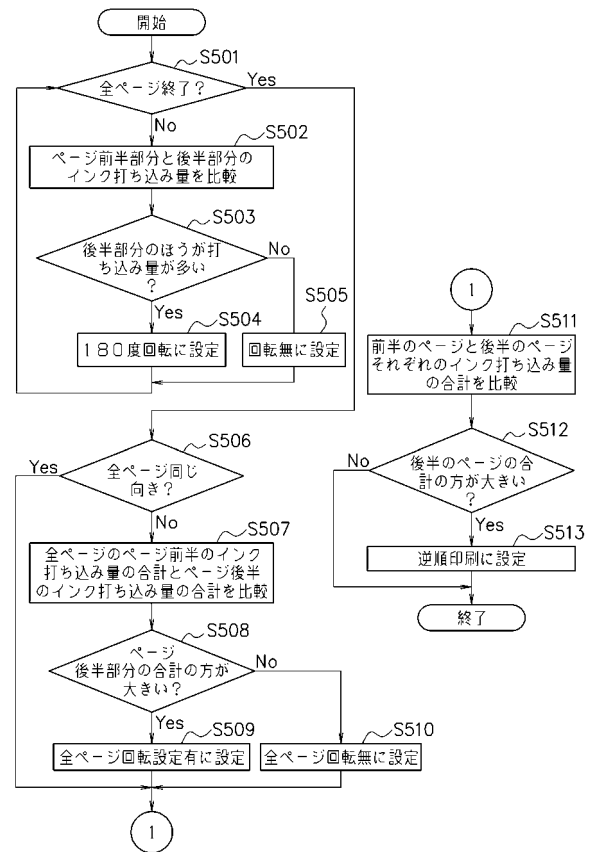 開始
S501
全ページ終了？
Yes
No
S502
ページ前半部分と後半部分の
インク打ち込み量を比較
S503
後半部分のほうが打
ち込み量が多い
？
No
Yes
S504
１８０度回転に設定
S505
回転無に設定
S506
全ページ同じ
向き？
Yes
No
S507
全ページのページ前半のインク
打ち込み量の合計とページ後半
のインク打ち込み量の合計を比較
S508
ページ
後半部分の合計の方が
大きい？
No
Yes
S509
全ページ回転設定有に設定
S510
全ページ回転無に設定
1
1
S511
前半のページと後半のページ
それぞれのインク打ち込み量
の合計を比較
S512
後半のページの合
計の方が大きい
？
No
Yes
S513
逆順印刷に設定
終了